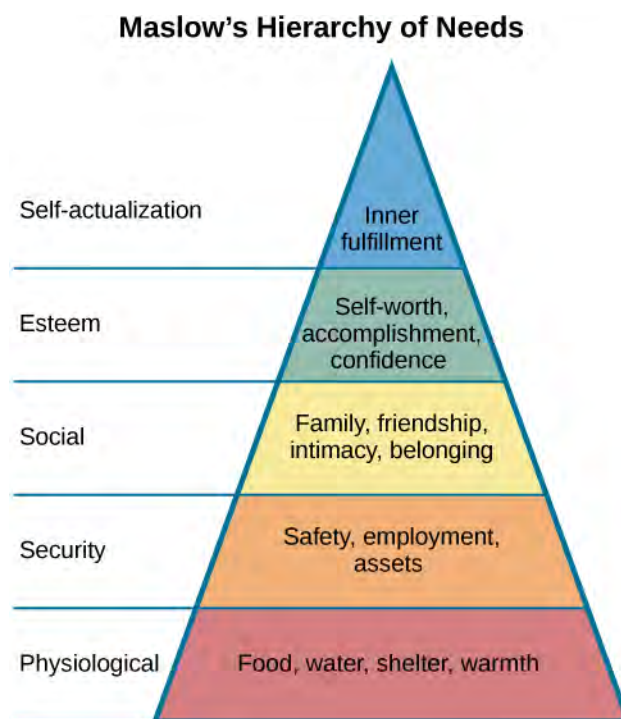 Maslow's Hierarchy of Needs
Self-actualization
Inner
fulfillment
Esteem
Self-worth,
accomplishment,
confidence
Social
Family, friendship,
intimacy, belonging
Security
Safety, employment,
assets
Physiological
Food, water, shelter, warmth